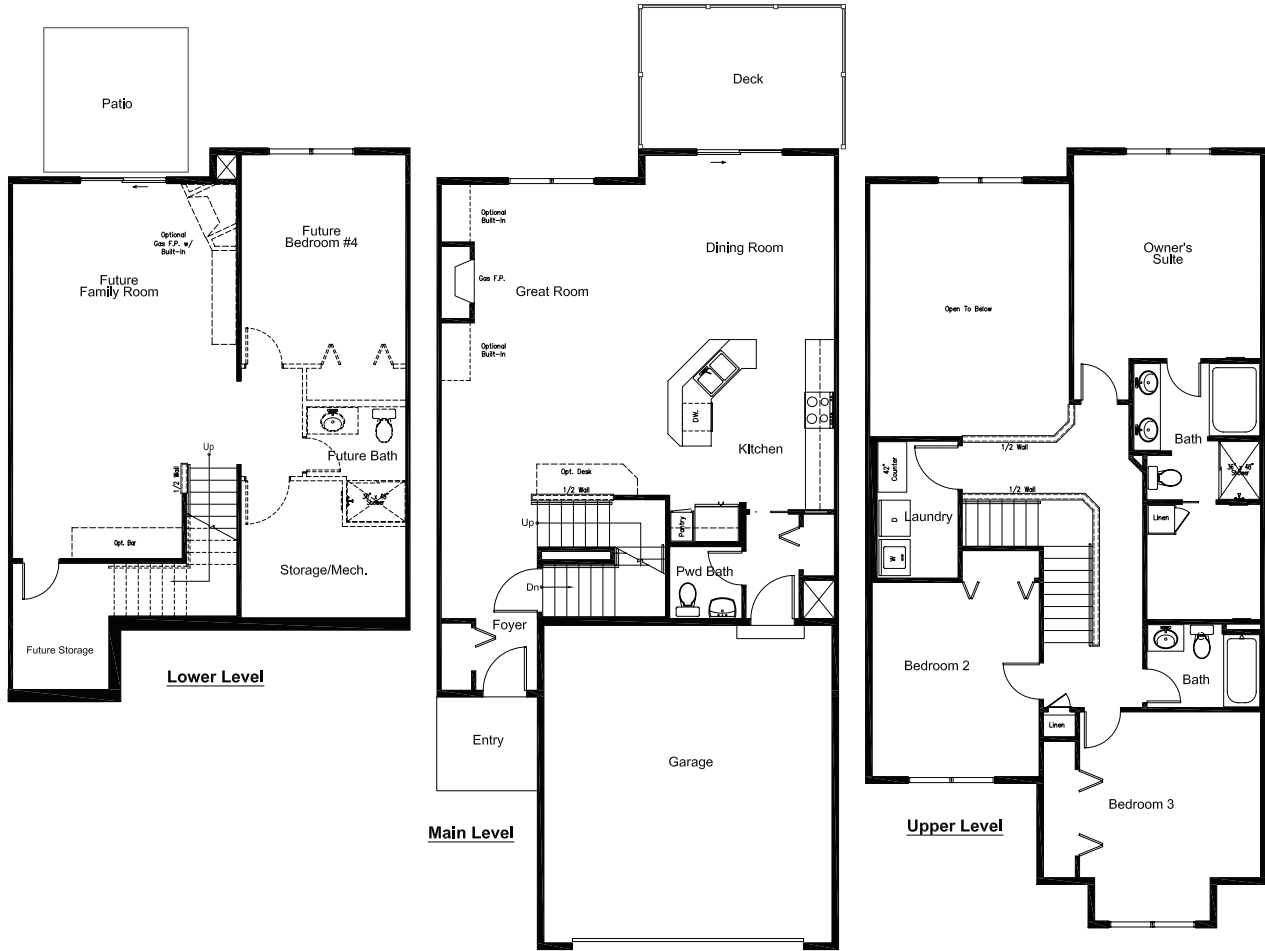 Patio
Future
Bedroom #4
Optional
Gas F.P. w/
Built-In
Future
Family Room
Up
1/2 Wall
Future Bath
36" x 48"
Shower
Opt. Bar
Storage/Mech.
Future Storage
Lower Level
Deck
Optional
Built-In
Dining Room
Gas F.P.
Great Room
Optional
Built-In
DW.
Kitchen
Opt. Desk
1/2 Wall
Up
Pantry
Pwd Bath
Dn
Foyer
Entry
Garage
Main Level
Owner's
Suite
Open To Below
1/2 Wall
Bath
42"
Counter
36" x 48"
Shower
1/2 Wall
D
Laundry
Linen
W
Bedroom 2
Bath
Linen
Bedroom 3
Upper Level